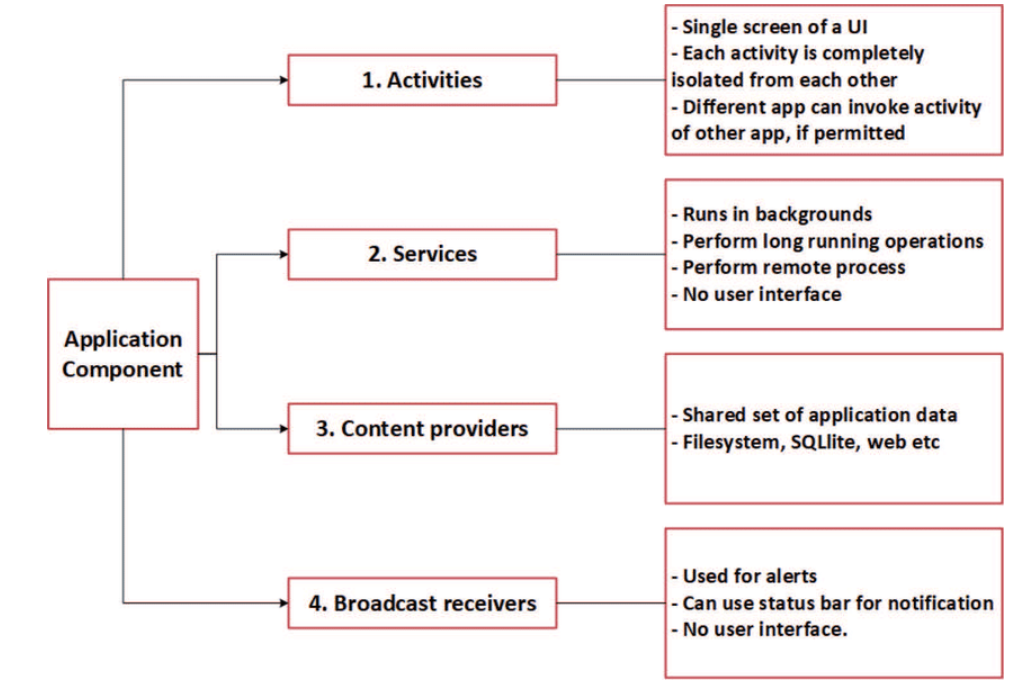 - Single screen of a UI
- Each activity is completely
isolated from each other
- Different app can invoke activity
of other app, if permitted
1. Activities
- Runs in backgrounds
- Perform long running operations
- Perform remote process
- No user interface
2. Services
Application
Component
3. Content providers
- Shared set of application data
- Filesystem, SQLlite, web etc
4. Broadcast receivers
- Used for alerts
- Can use status bar for notification
- No user interface.